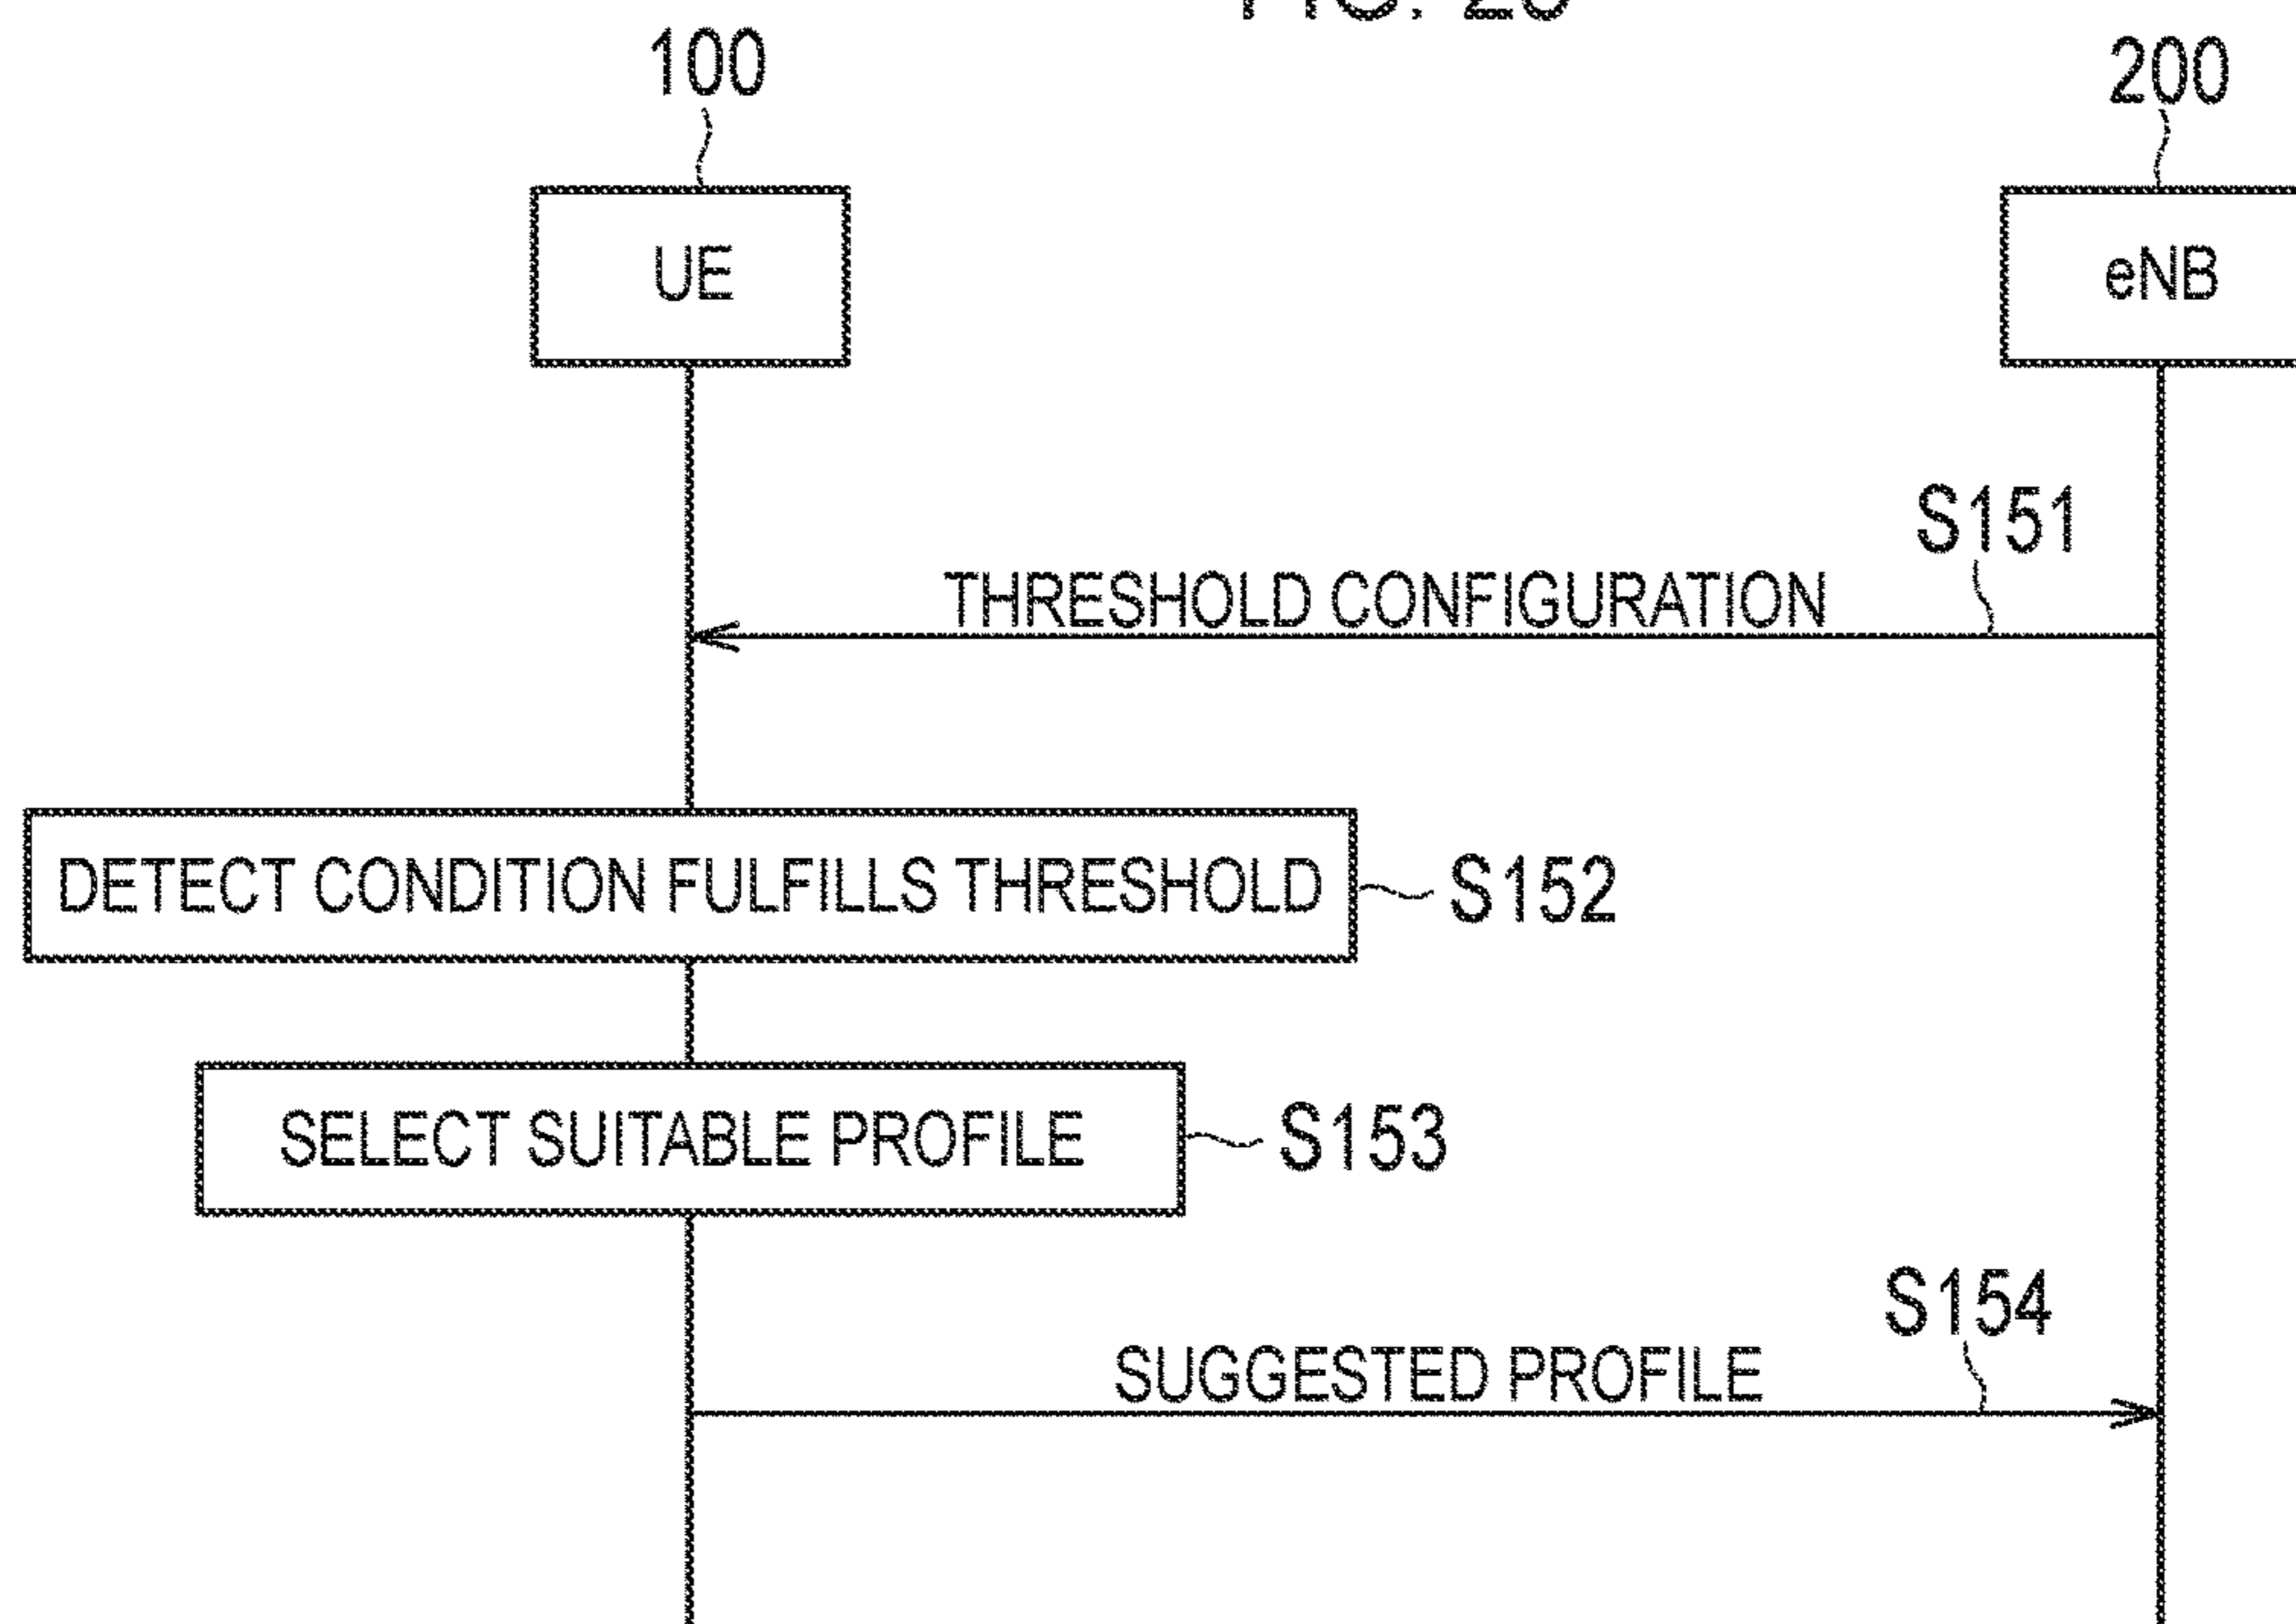 100
200
UE
eNB
S151
THRESHOLD CONFIGURATION
DETECT CONDITION FULFILLS THRESHOLD
S152
SELECT SUITABLE PROFILE
S153
S154
SUGGESTED PROFILE